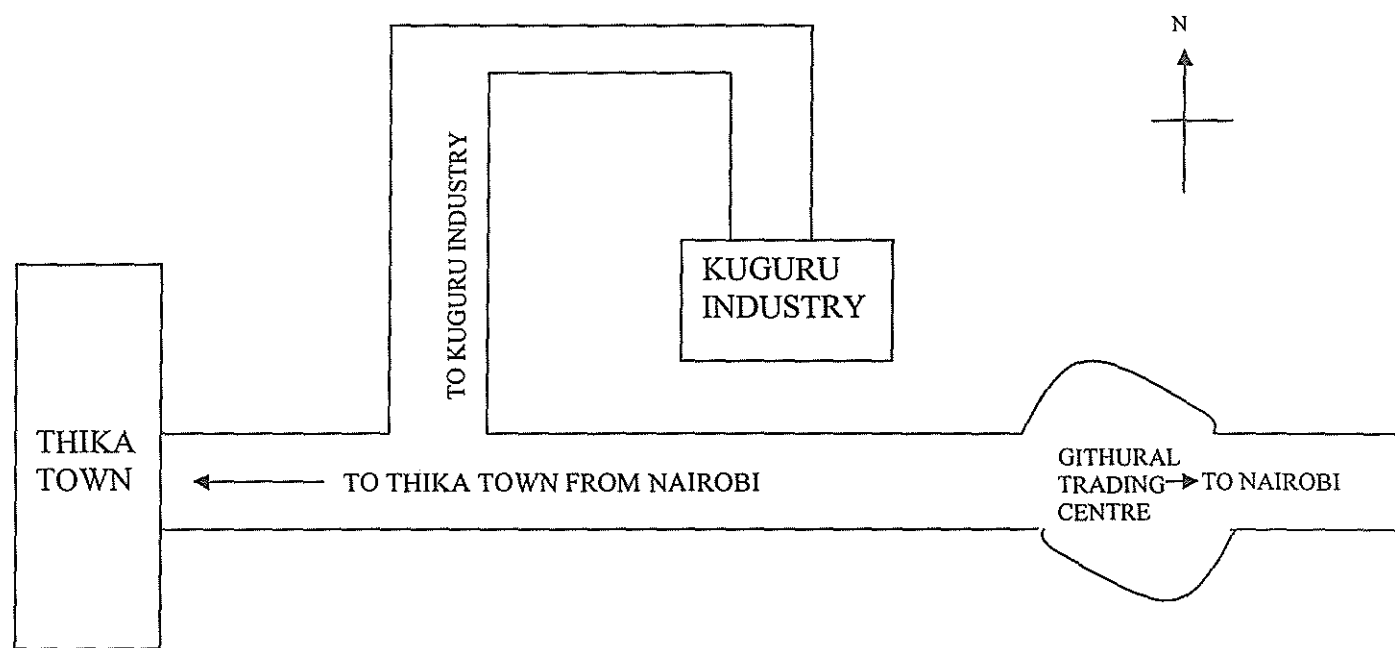 N
TO KUGURU INDUSTRY
KUGURU
INDUSTRY
THIKA
TOWN
TO THIKA TOWN FROM NAIROBI
GITHURAL
TRADING
CENTRE
TO NAIROBI